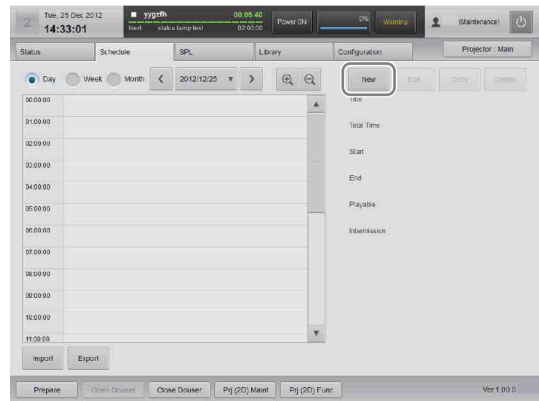 2 Tue, 25 Dec 2012 14:33:01
yygzfh 00:05:40
Next status lamp test 02:00:00
Power ON
0% Warning
(Maintenance)
Status Schedule SPL Library Configuration Projector : Main
Day Week Month < 2012/12/25 ▼ > New Edit Copy Delete
00:00:00
Title
01:00:00
Total Time
02:00:00
Start
03:00:00
End
04:00:00
Playable
05:00:00
Intermission
06:00:00
07:00:00
08:00:00
09:00:00
10:00:00
11:00:00
Import Export
Prepare Open Douser Close Douser Prj (2D) Maint Prj (2D) Func Ver 1.00.0